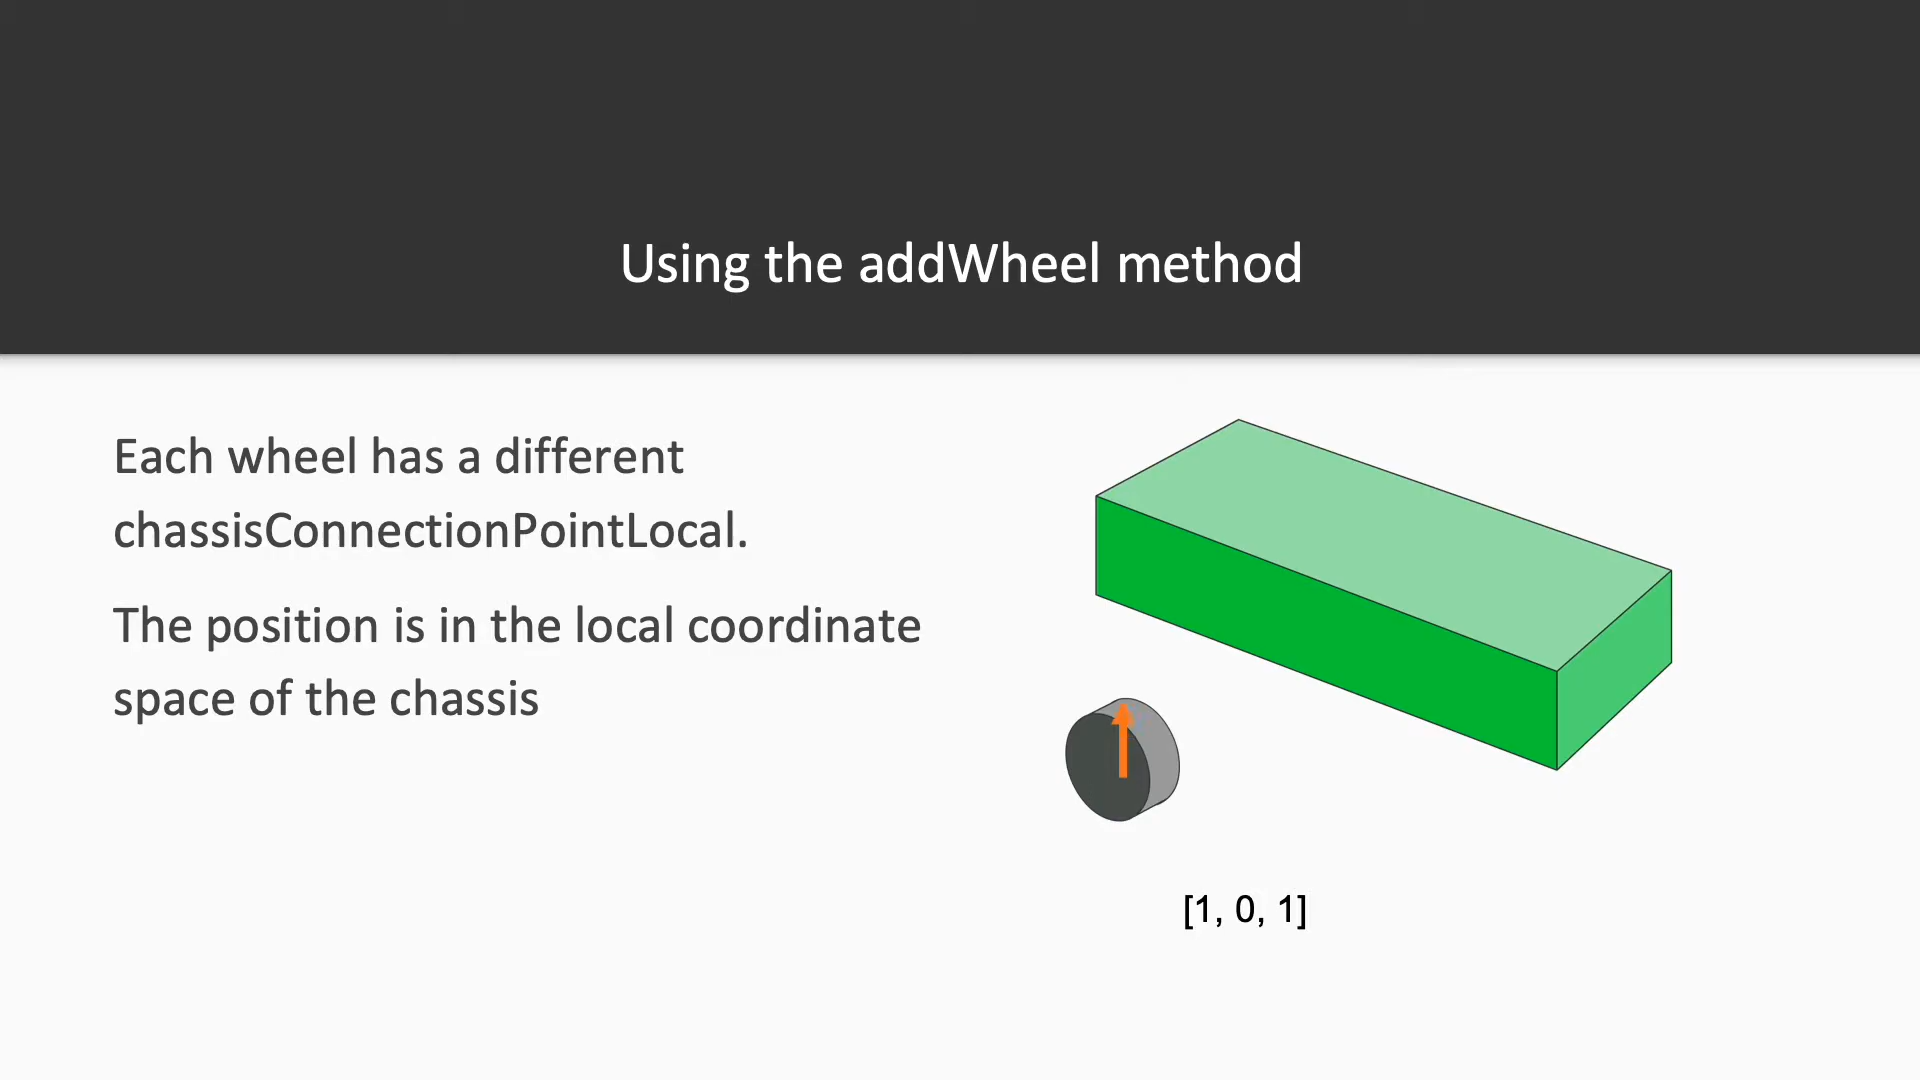 Using the addWheel method
Each wheel has a different
chassisConnectionPointLocal.
The position is in the local coordinate
space of the chassis
[1, 0, 1]